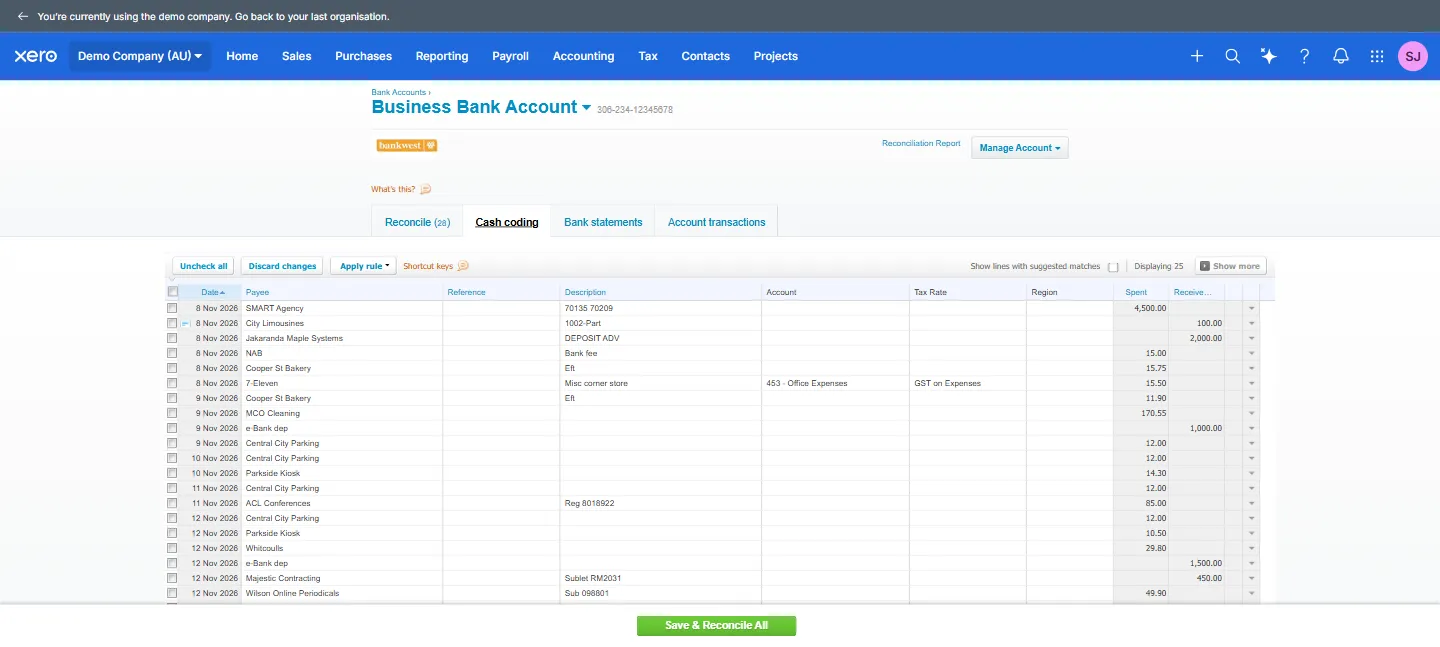 You're currently using the demo company. Go back to your last organisation.
xero Demo Company (AU) Home Sales Purchases Reporting Payroll Accounting Tax Contacts Projects SJ
Bank Accounts ›
Business Bank Account 306-234-12345678
bankwest Reconciliation Report Manage Account
What's this?
Reconcile (28) Cash coding Bank statements Account transactions
Uncheck all Discard changes Apply rule Shortcut keys Show lines with suggested matches Displaying 25 Show more
Date Payee Reference Description Account Tax Rate Region Spent Receive...
8 Nov 2026 SMART Agency 70135 70209 4,500.00
8 Nov 2026 City Limousines 1002-Part 100.00
8 Nov 2026 Jakaranda Maple Systems DEPOSIT ADV 2,000.00
8 Nov 2026 NAB Bank fee 15.00
8 Nov 2026 Cooper St Bakery Eft 15.75
8 Nov 2026 7-Eleven Misc corner store 453 - Office Expenses GST on Expenses 15.50
9 Nov 2026 Cooper St Bakery Eft 11.90
9 Nov 2026 MCO Cleaning 170.55
9 Nov 2026 e-Bank dep 1,000.00
9 Nov 2026 Central City Parking 12.00
10 Nov 2026 Central City Parking 12.00
10 Nov 2026 Parkside Kiosk 14.30
11 Nov 2026 Central City Parking 12.00
11 Nov 2026 ACL Conferences Reg 8018922 85.00
12 Nov 2026 Central City Parking 12.00
12 Nov 2026 Parkside Kiosk 10.50
12 Nov 2026 Whitcoulls 29.80
12 Nov 2026 e-Bank dep 1,500.00
12 Nov 2026 Majestic Contracting Sublet RM2031 450.00
12 Nov 2026 Wilson Online Periodicals Sub 098801 49.90
Save & Reconcile All